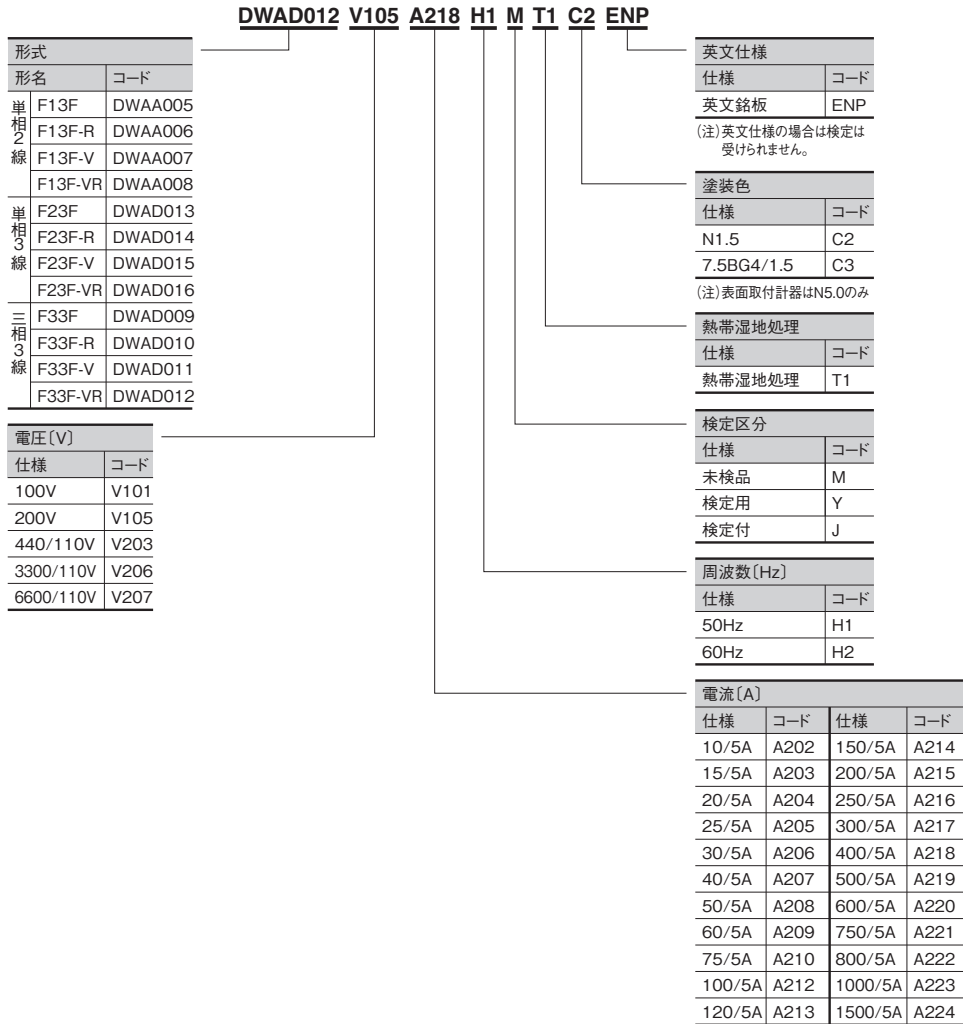 DWAD012 V105 A218 H1 M T1 C2 ENP
形式
形名 コード
単相2線 F13F DWAA005
F13F-R DWAA006
F13F-V DWAA007
F13F-VR DWAA008
単相3線 F23F DWAD013
F23F-R DWAD014
F23F-V DWAD015
F23F-VR DWAD016
三相3線 F33F DWAD009
F33F-R DWAD010
F33F-V DWAD011
F33F-VR DWAD012
電圧〔V〕
仕様 コード
100V V101
200V V105
440/110V V203
3300/110V V206
6600/110V V207
英文仕様
仕様 コード
英文銘板 ENP
(注)英文仕様の場合は検定は
受けられません。
塗装色
仕様 コード
N1.5 C2
7.5BG4/1.5 C3
(注)表面取付計器はN5.0のみ
熱帯湿地処理
仕様 コード
熱帯湿地処理 T1
検定区分
仕様 コード
未検品 M
検定用 Y
検定付 J
周波数〔Hz〕
仕様 コード
50Hz H1
60Hz H2
電流〔A〕
仕様 コード 仕様 コード
10/5A A202 150/5A A214
15/5A A203 200/5A A215
20/5A A204 250/5A A216
25/5A A205 300/5A A217
30/5A A206 400/5A A218
40/5A A207 500/5A A219
50/5A A208 600/5A A220
60/5A A209 750/5A A221
75/5A A210 800/5A A222
100/5A A212 1000/5A A223
120/5A A213 1500/5A A224